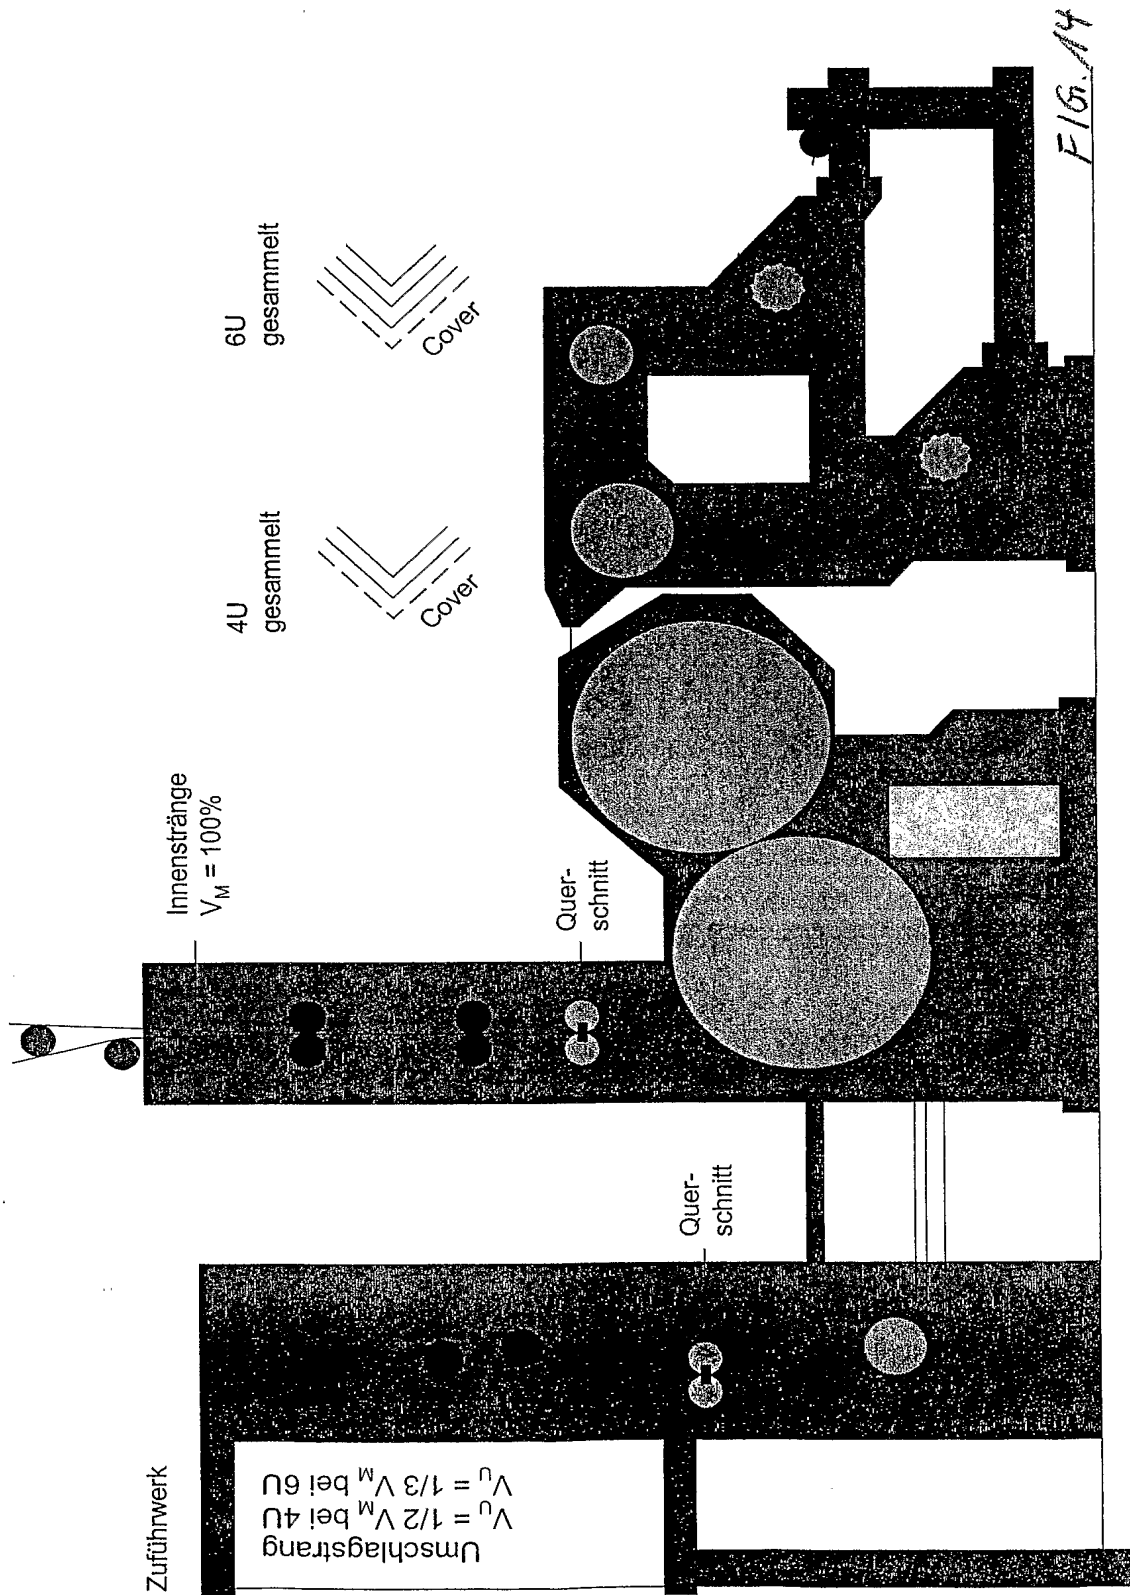 Zuführwerk
Umschlagstrang
V_U = 1/2 V_M bei 4U
V_U = 1/3 V_M bei 6U
Quer-
schnitt
Innenstränge
V_M = 100%
Quer-
schnitt
4U
gesammelt
Cover
6U
gesammelt
Cover
FIG. 14